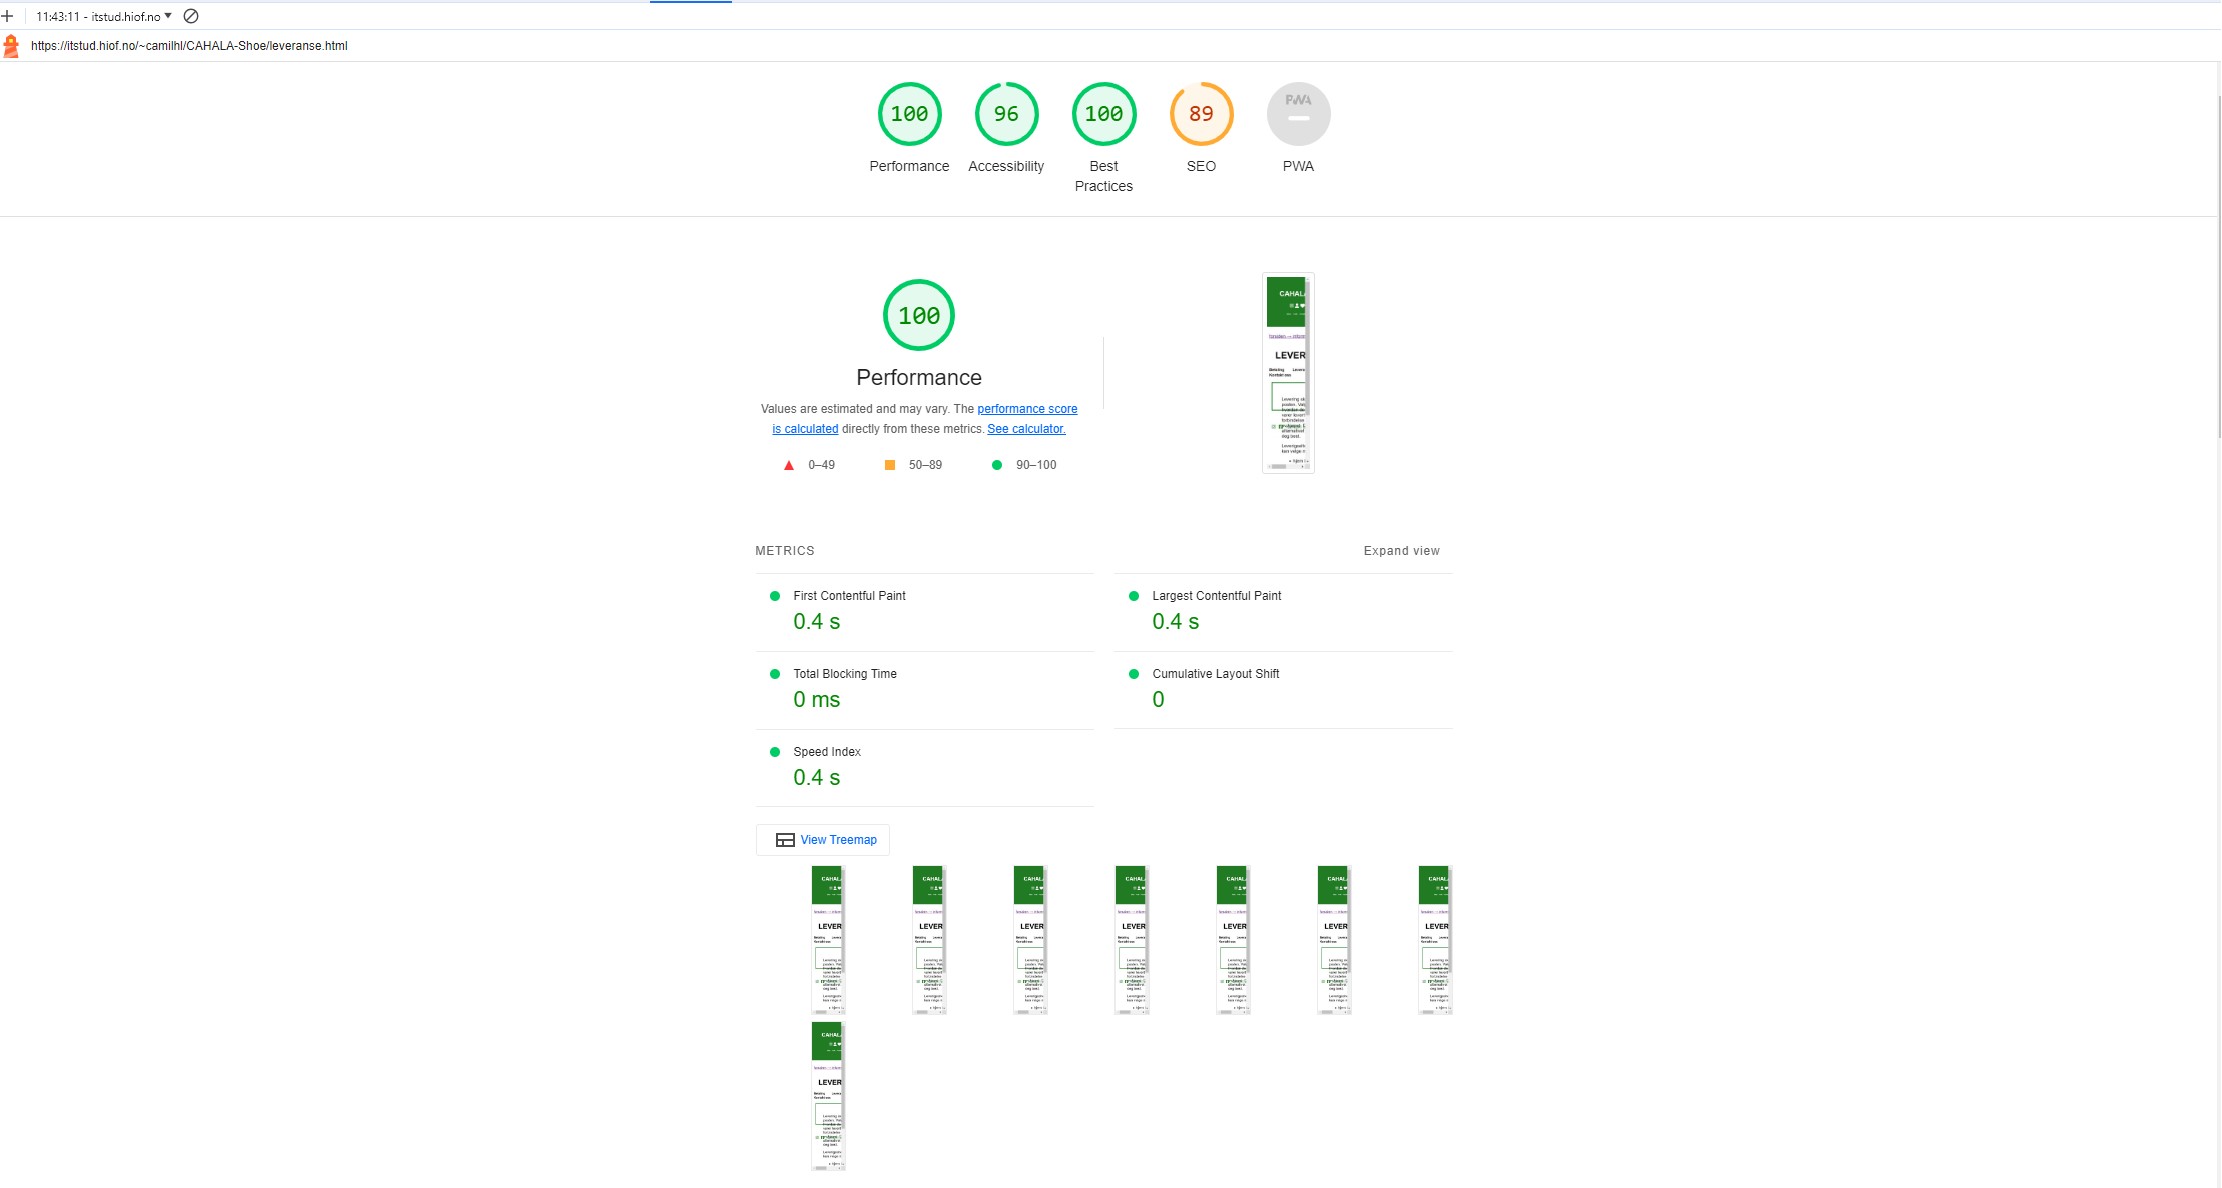 11:43:11 - itstud.hiof.no
https://itstud.hiof.no/~camilhl/CAHALA-Shoe/leveranse.html
100
96
100
89
PWA
Performance
Accessibility
Best
Practices
SEO
PWA
100
Performance
Values are estimated and may vary. The performance score
is calculated directly from these metrics. See calculator.
0–49
50–89
90–100
CAHAL
LEVER
METRICS
Expand view
First Contentful Paint
0.4 s
Largest Contentful Paint
0.4 s
Total Blocking Time
0 ms
Cumulative Layout Shift
0
Speed Index
0.4 s
View Treemap
CAHAL
CAHAL
CAHAL
CAHAL
CAHAL
CAHAL
CAHAL
LEVER
LEVER
LEVER
LEVER
LEVER
LEVER
LEVER
CAHAL
LEVER